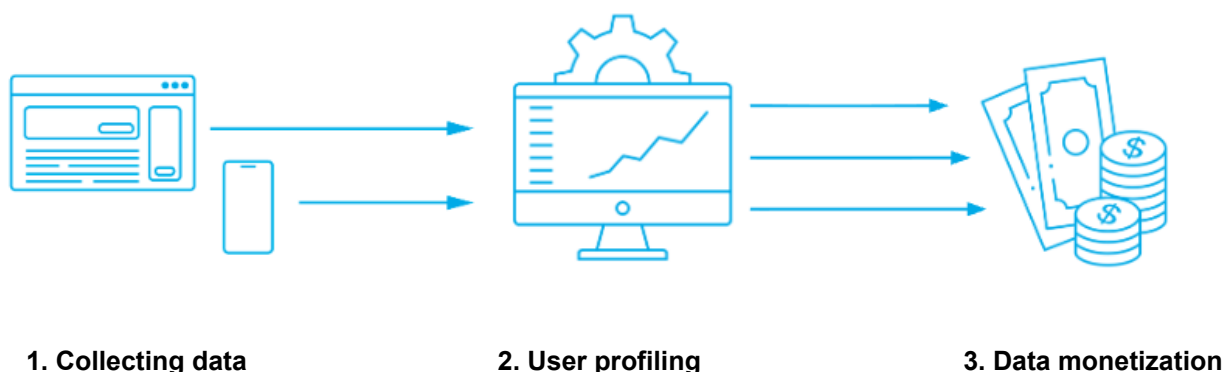 $
$
1. Collecting data
2. User profiling
3. Data monetization